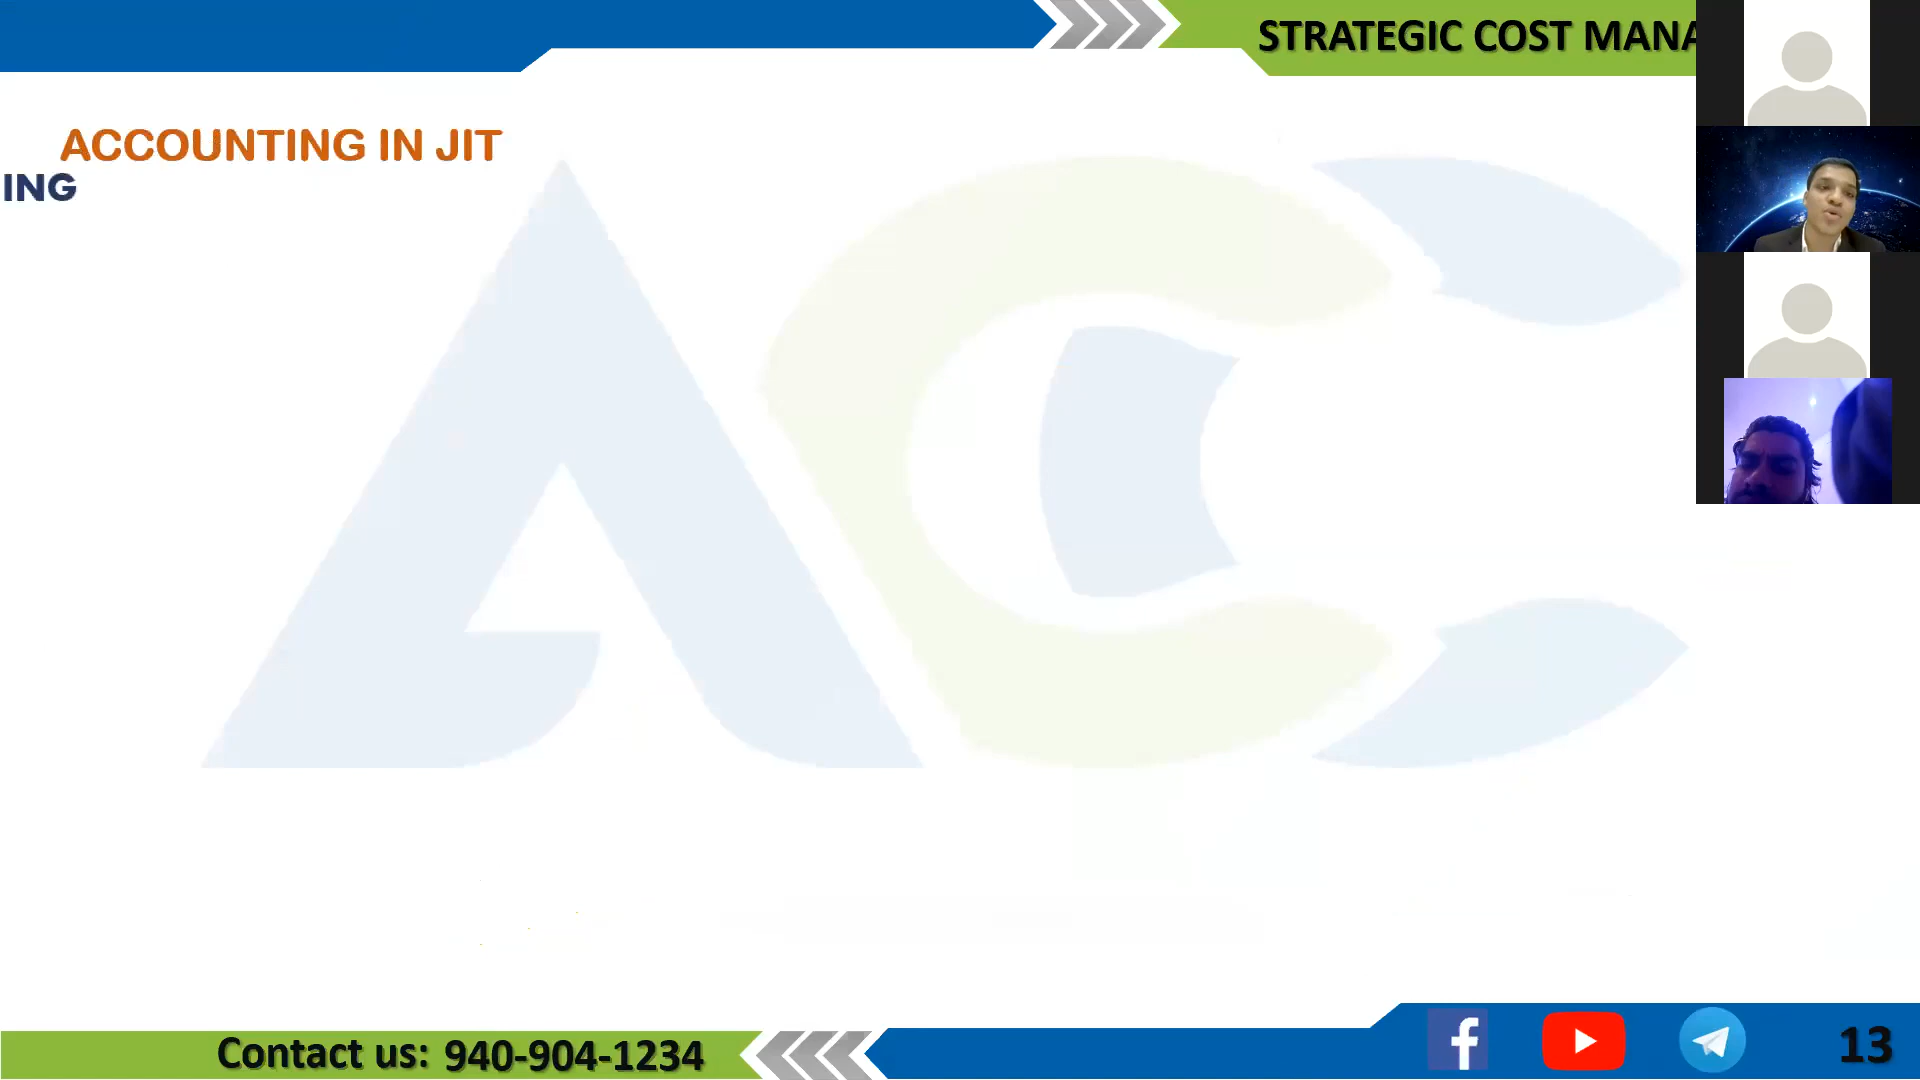 STRATEGIC COST MANA
ACCOUNTING IN JIT
ING
Contact us: 940-904-1234
13